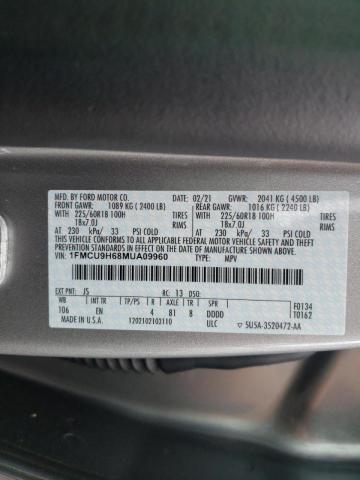 MFD. BY FORD MOTOR CO.
DATE: 02/21 GVWR: 2041 KG (4500 LB)
FRONT GAWR: 1089 KG (2400 LB) REAR GAWR: 1016 KG (2240 LB)
225/60R18 100H TIRES 225/60R18 100H TIRES
18x7.0J RIMS 18x7.0J RIMS
AT 230 kPa/ 33 PSI COLD AT 230 kPa/ 33 PSI COLD
THIS VEHICLE CONFORMS TO ALL APPLICABLE FEDERAL MOTOR VEHICLE SAFETY AND
THEFT PREVENTION STANDARDS IN EFFECT ON THE DATE OF MANUFACTURE SHOWN ABOVE.
VIN: 1FMCU9H68MUA09960 TYPE: MPV
EXT PNT: JS RC: 13 DSO: F0134
WB INT TR TP/PS R AXLE TR SPR T0162
106 EN 4 81 8 DDDD
1202102103110 ULC 5U5A-3520472-AA